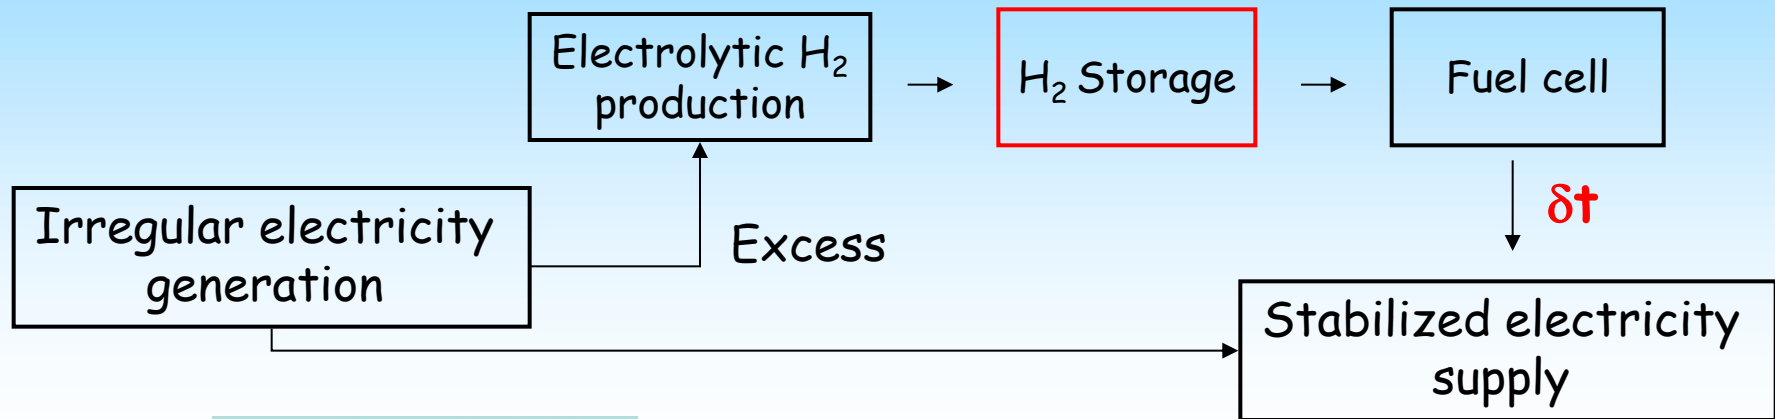 Electrolytic H₂
production
H₂ Storage
Fuel cell
δt
Irregular electricity
generation
Excess
Stabilized electricity
supply